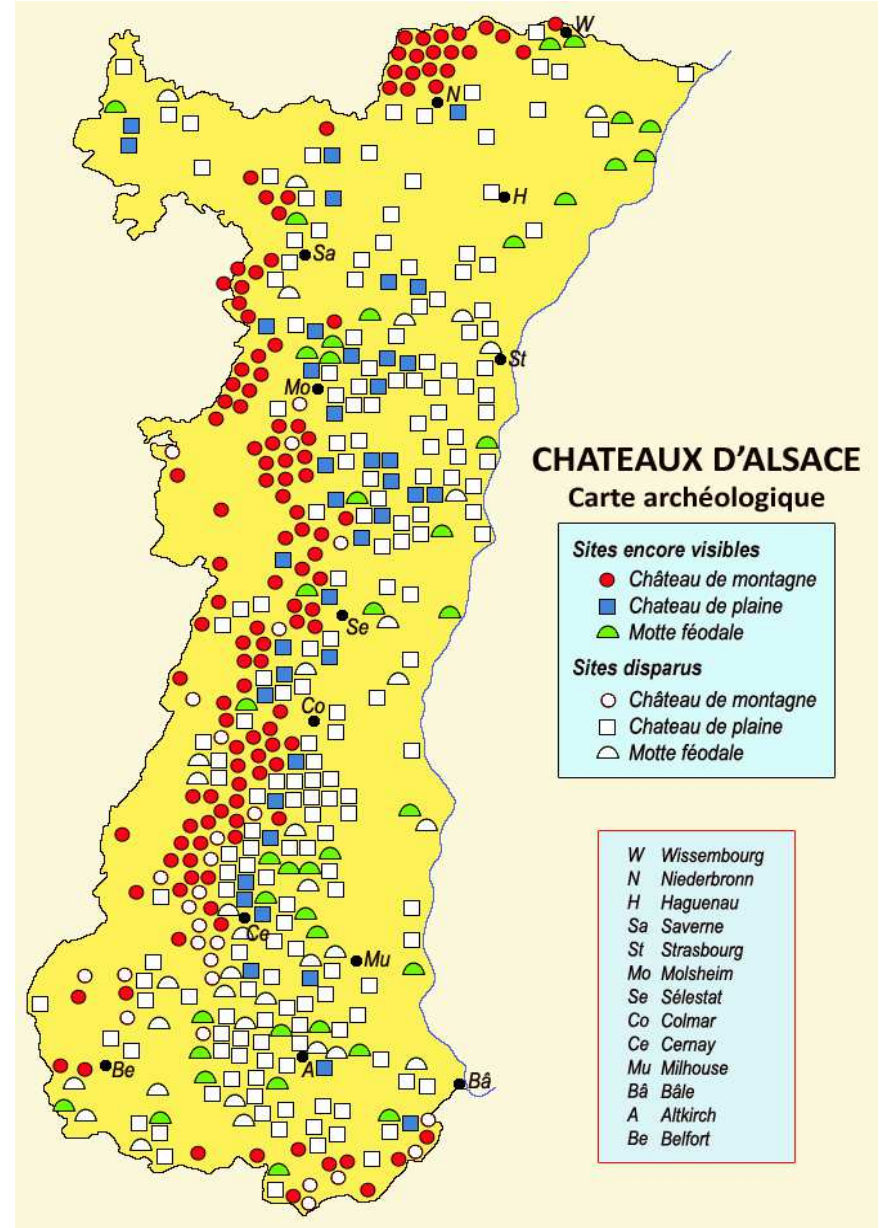 W
N
H
Sa
St
Mo
Se
Co
Ce
Mu
Be
A
Bâ
CHATEAUX D'ALSACE
Carte archéologique
Sites encore visibles
Château de montagne
Chateau de plaine
Motte féodale
Sites disparus
Château de montagne
Chateau de plaine
Motte féodale
W Wissembourg
N Niederbronn
H Haguenau
Sa Saverne
St Strasbourg
Mo Molsheim
Se Sélestat
Co Colmar
Ce Cernay
Mu Milhouse
Bâ Bâle
A Altkirch
Be Belfort